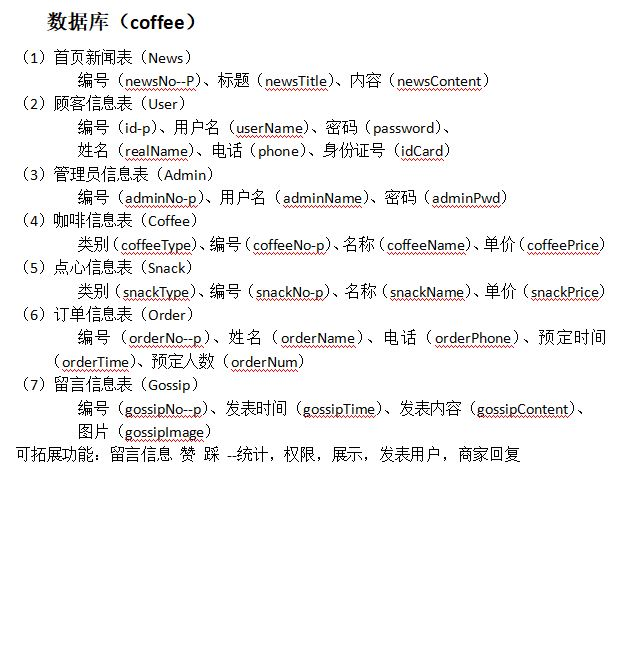 数据库（coffee）
（1）首页新闻表（News）
编号（newsNo--P）、标题（newsTitle）、内容（newsContent）
（2）顾客信息表（User）
编号（id-p）、用户名（userName）、密码（password）、
姓名（realName）、电话（phone）、身份证号（idCard）
（3）管理员信息表（Admin）
编号（adminNo-p）、用户名（adminName）、密码（adminPwd）
（4）咖啡信息表（Coffee）
类别（coffeeType）、编号（coffeeNo-p）、名称（coffeeName）、单价（coffeePrice）
（5）点心信息表（Snack）
类别（snackType）、编号（snackNo-p）、名称（snackName）、单价（snackPrice）
（6）订单信息表（Order）
编号（orderNo--p）、姓名（orderName）、电话（orderPhone）、预定时间
（orderTime）、预定人数（orderNum）
（7）留言信息表（Gossip）
编号（gossipNo--p）、发表时间（gossipTime）、发表内容（gossipContent）、
图片（gossipImage）
可拓展功能：留言信息 赞 踩 --统计，权限，展示，发表用户，商家回复